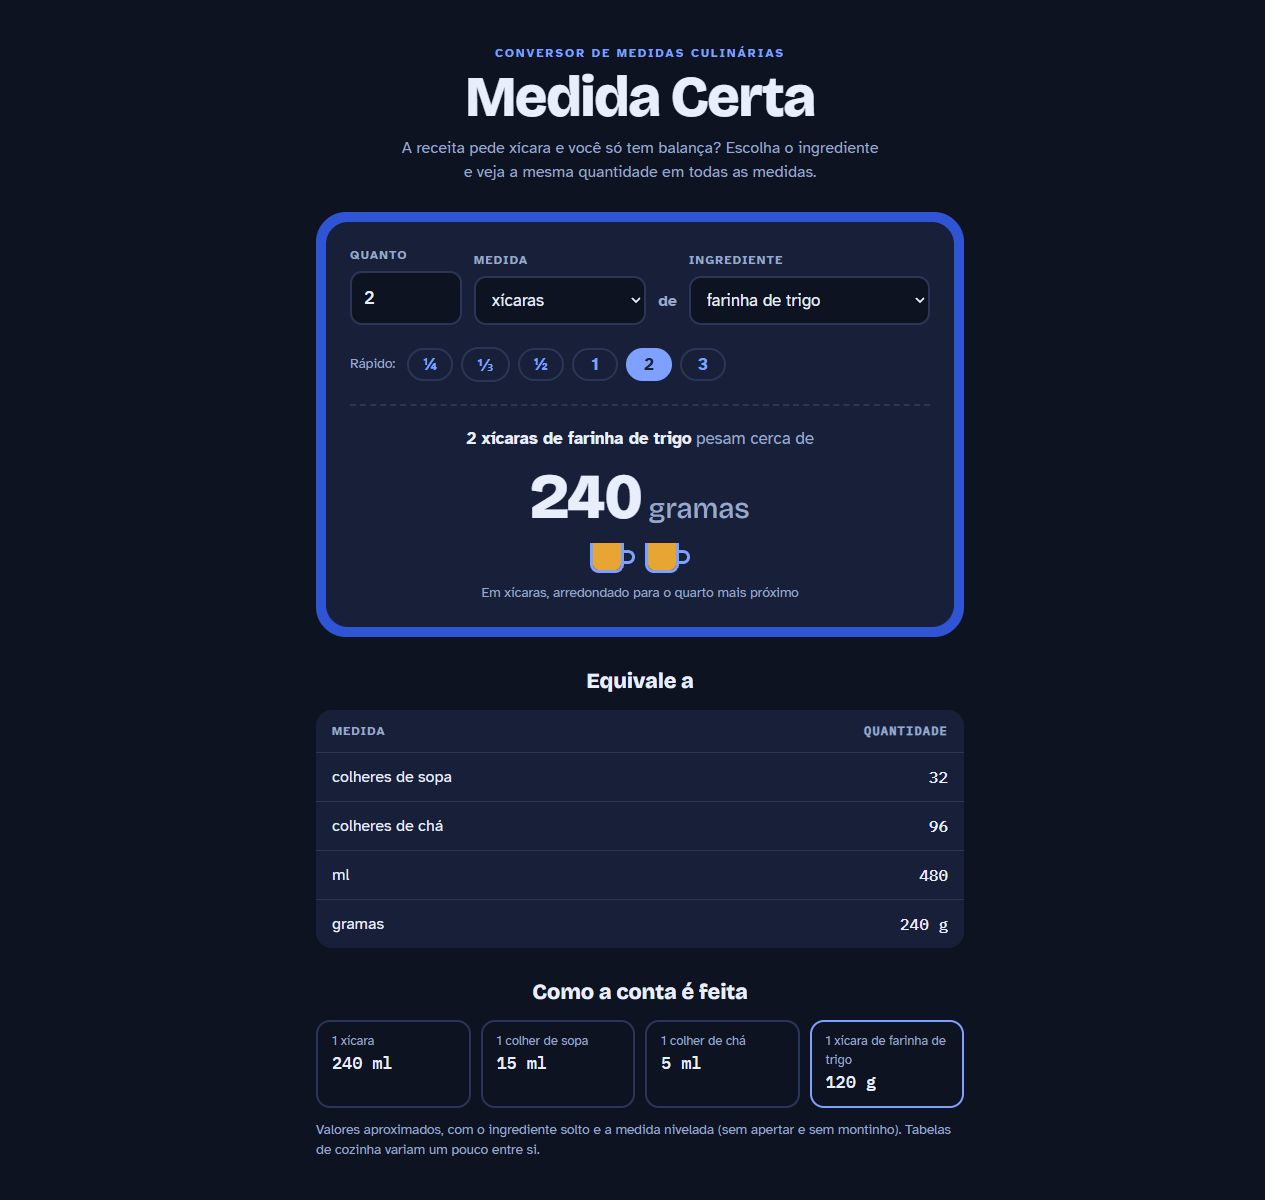 CONVERSOR DE MEDIDAS CULINÁRIAS
Medida Certa
A receita pede xícara e você só tem balança? Escolha o ingrediente
e veja a mesma quantidade em todas as medidas.
QUANTO
MEDIDA
INGREDIENTE
2
xícaras
de
farinha de trigo
Rápido:
¼
⅓
½
1
2
3
2 xícaras de farinha de trigo pesam cerca de
240 gramas
Em xícaras, arredondado para o quarto mais próximo
Equivale a
MEDIDA
QUANTIDADE
colheres de sopa
32
colheres de chá
96
ml
480
gramas
240 g
Como a conta é feita
1 xícara
240 ml
1 colher de sopa
15 ml
1 colher de chá
5 ml
1 xícara de farinha de
trigo
120 g
Valores aproximados, com o ingrediente solto e a medida nivelada (sem apertar e sem montinho). Tabelas
de cozinha variam um pouco entre si.